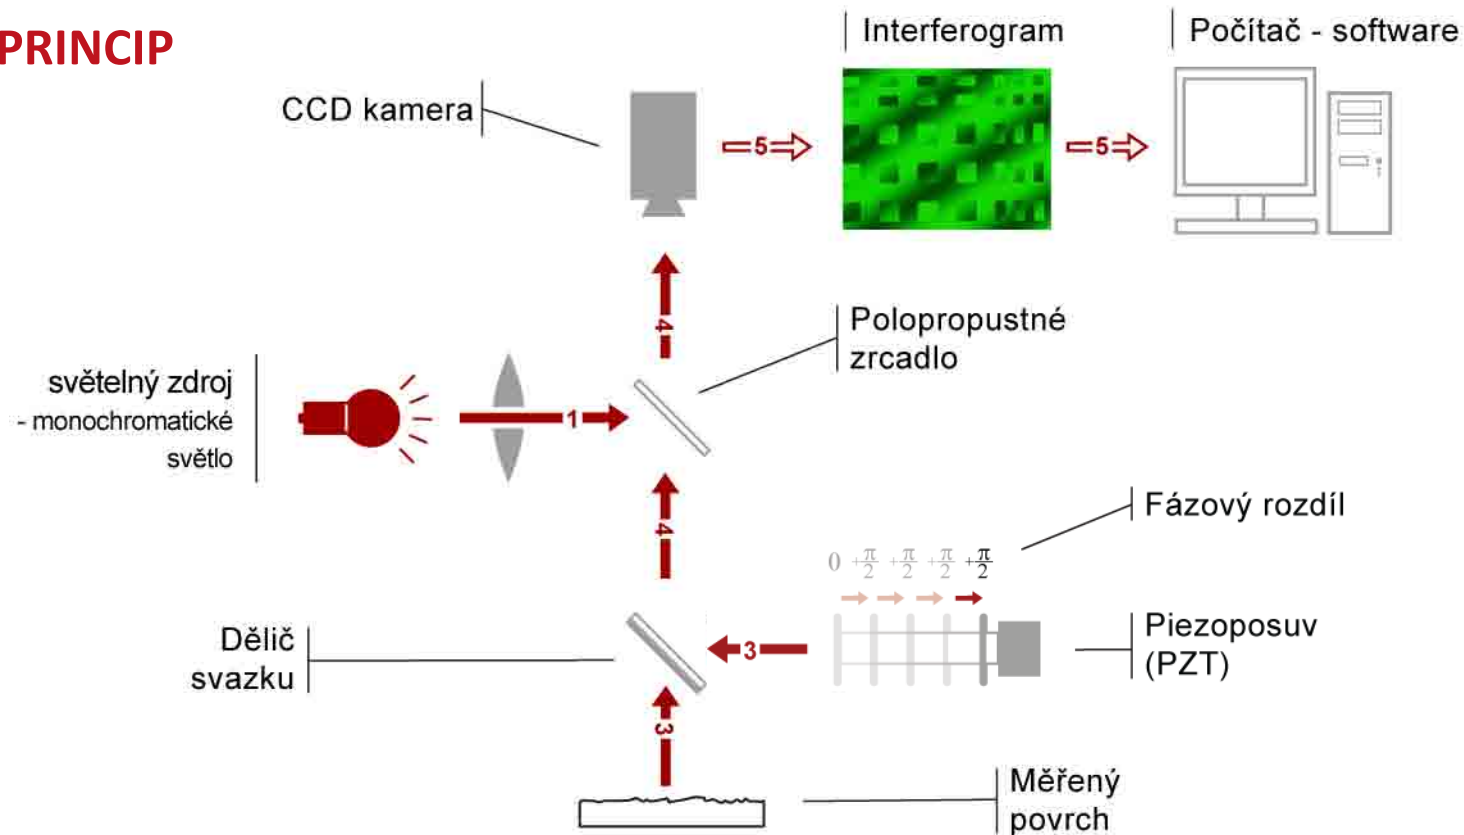 PRINCIP
Interferogram
Počítač - software
CCD kamera
5
5
4
Polopropustné
zrcadlo
světelný zdroj
- monochromatické
světlo
1
4
Fázový rozdíl
0 +π/2 +π/2 +π/2 +π/2
Dělič
svazku
3
Piezoposuv
(PZT)
3
Měřený
povrch